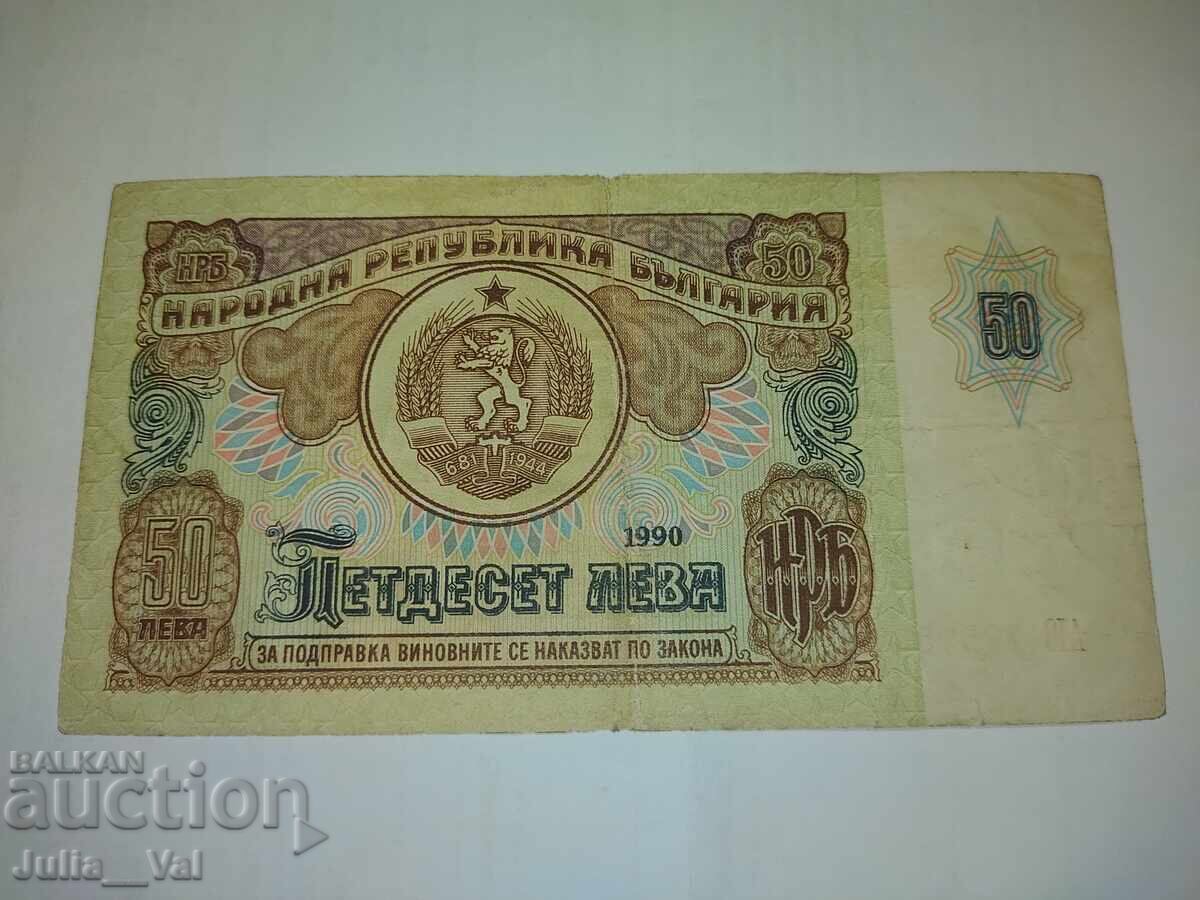 НРБ
50
НАРОДНА РЕПУБЛИКА БЪЛГАРИЯ
50
681 1944
1990
50
ЛЕВА
ПЕТДЕСЕТ ЛЕВА
НРБ
ЗА ПОДПРАВКА ВИНОВНИТЕ СЕ НАКАЗВАТ ПО ЗАКОНА
BALKAN
auction
Julia__Val